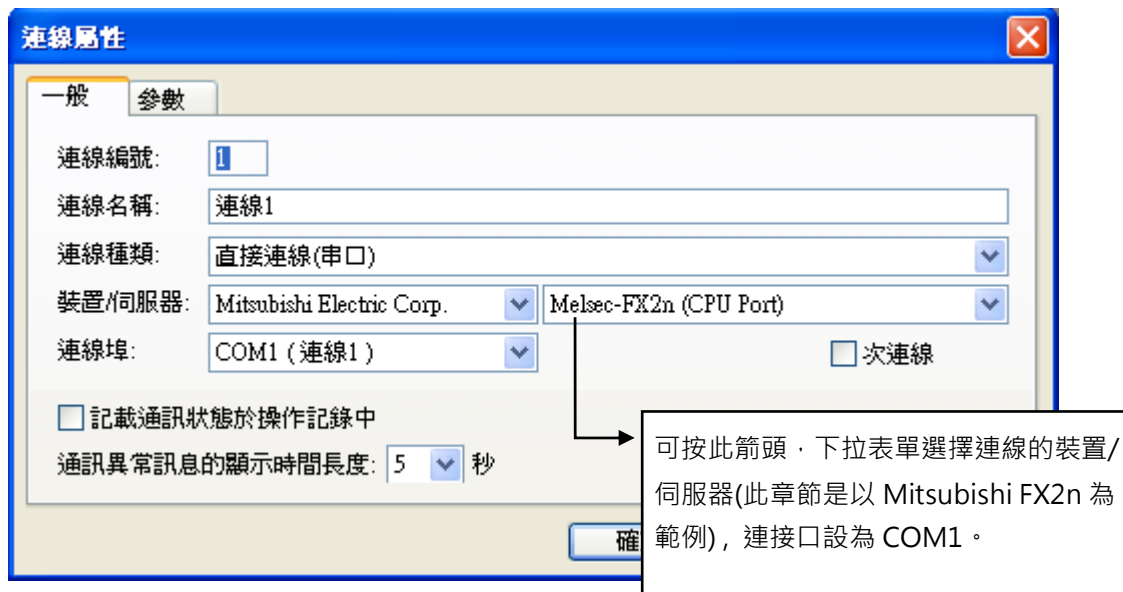 連線屬性
一般 參數
連線編號: 1
連線名稱: 連線1
連線種類: 直接連線(串口)
裝置/伺服器: Mitsubishi Electric Corp. Melsec-FX2n (CPU Port)
連線埠: COM1 ( 連線1 ) 次連線
記載通訊狀態於操作記錄中
通訊異常訊息的顯示時間長度: 5 秒
可按此箭頭，下拉表單選擇連線的裝置/
伺服器(此章節是以 Mitsubishi FX2n 為
範例) , 連接口設為 COM1。
確